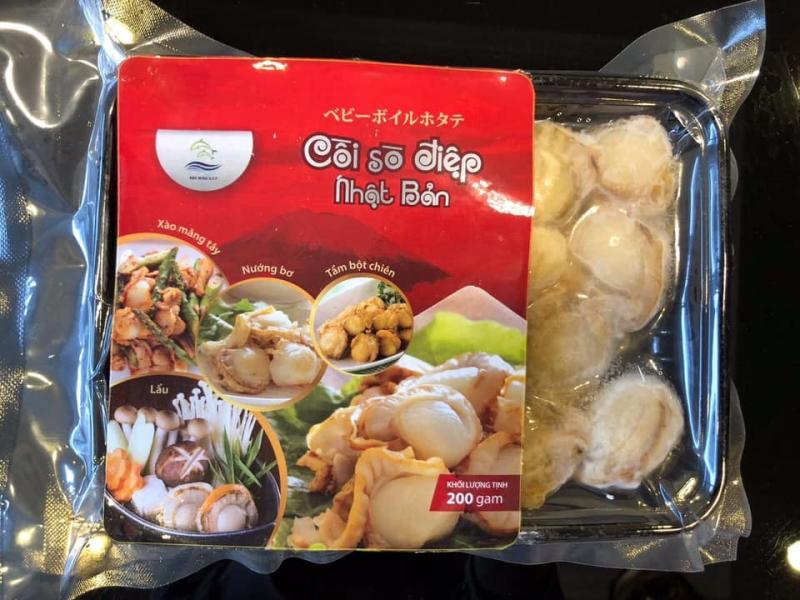 ベビーボイルホタテ
Cồi sò điệp
Nhật Bản
Xào măng tây
Nướng bơ
Tẩm bột chiên
Lẩu
KHỐI LƯỢNG TỊNH
200 gam